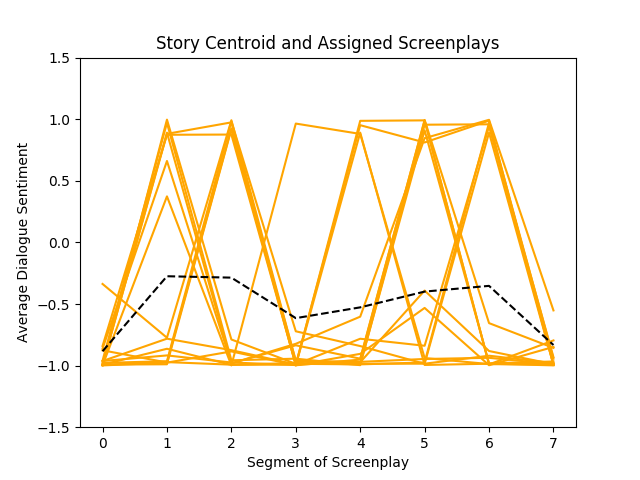 Story Centroid and Assigned Screenplays
Average Dialogue Sentiment
1.5
1.0
0.5
0.0
−0.5
−1.0
−1.5
0 1 2 3 4 5 6 7
Segment of Screenplay